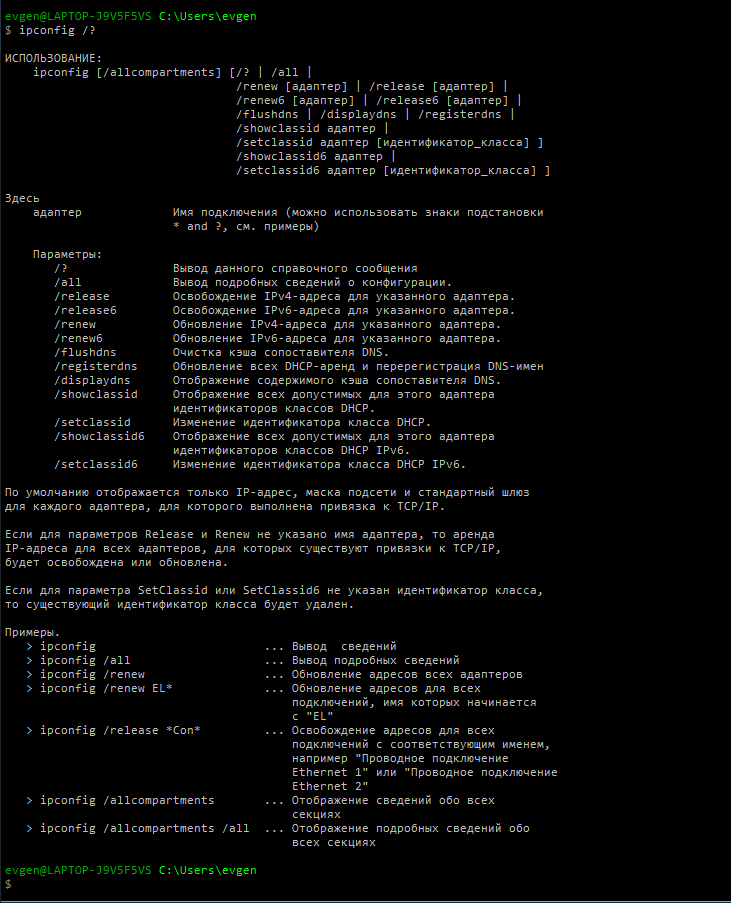 evgen@LAPTOP-J9V5F5VS C:\Users\evgen
$ ipconfig /?
ИСПОЛЬЗОВАНИЕ:
ipconfig [/allcompartments] [/? | /all |
/renew [адаптер] | /release [адаптер] |
/renew6 [адаптер] | /release6 [адаптер] |
/flushdns | /displaydns | /registerdns |
/showclassid адаптер |
/setclassid адаптер [идентификатор_класса] ]
/showclassid6 адаптер |
/setclassid6 адаптер [идентификатор_класса] ]
Здесь
адаптер Имя подключения (можно использовать знаки подстановки
* and ?, см. примеры)
Параметры:
/? Вывод данного справочного сообщения
/all Вывод подробных сведений о конфигурации.
/release Освобождение IPv4-адреса для указанного адаптера.
/release6 Освобождение IPv6-адреса для указанного адаптера.
/renew Обновление IPv4-адреса для указанного адаптера.
/renew6 Обновление IPv6-адреса для указанного адаптера.
/flushdns Очистка кэша сопоставителя DNS.
/registerdns Обновление всех DHCP-аренд и перерегистрация DNS-имен
/displaydns Отображение содержимого кэша сопоставителя DNS.
/showclassid Отображение всех допустимых для этого адаптера
идентификаторов классов DHCP.
/setclassid Изменение идентификатора класса DHCP.
/showclassid6 Отображение всех допустимых для этого адаптера
идентификаторов классов DHCP IPv6.
/setclassid6 Изменение идентификатора класса DHCP IPv6.
По умолчанию отображается только IP-адрес, маска подсети и стандартный шлюз
для каждого адаптера, для которого выполнена привязка к TCP/IP.
Если для параметров Release и Renew не указано имя адаптера, то аренда
IP-адреса для всех адаптеров, для которых существуют привязки к TCP/IP,
будет освобождена или обновлена.
Если для параметра SetClassid или SetClassid6 не указан идентификатор класса,
то существующий идентификатор класса будет удален.
Примеры.
> ipconfig ... Вывод сведений
> ipconfig /all ... Вывод подробных сведений
> ipconfig /renew ... Обновление адресов всех адаптеров
> ipconfig /renew EL* ... Обновление адресов для всех
подключений, имя которых начинается
с "EL"
> ipconfig /release *Con* ... Освобождение адресов для всех
подключений с соответствующим именем,
например "Проводное подключение
Ethernet 1" или "Проводное подключение
Ethernet 2"
> ipconfig /allcompartments ... Отображение сведений обо всех
секциях
> ipconfig /allcompartments /all ... Отображение подробных сведений обо
всех секциях
evgen@LAPTOP-J9V5F5VS C:\Users\evgen
$